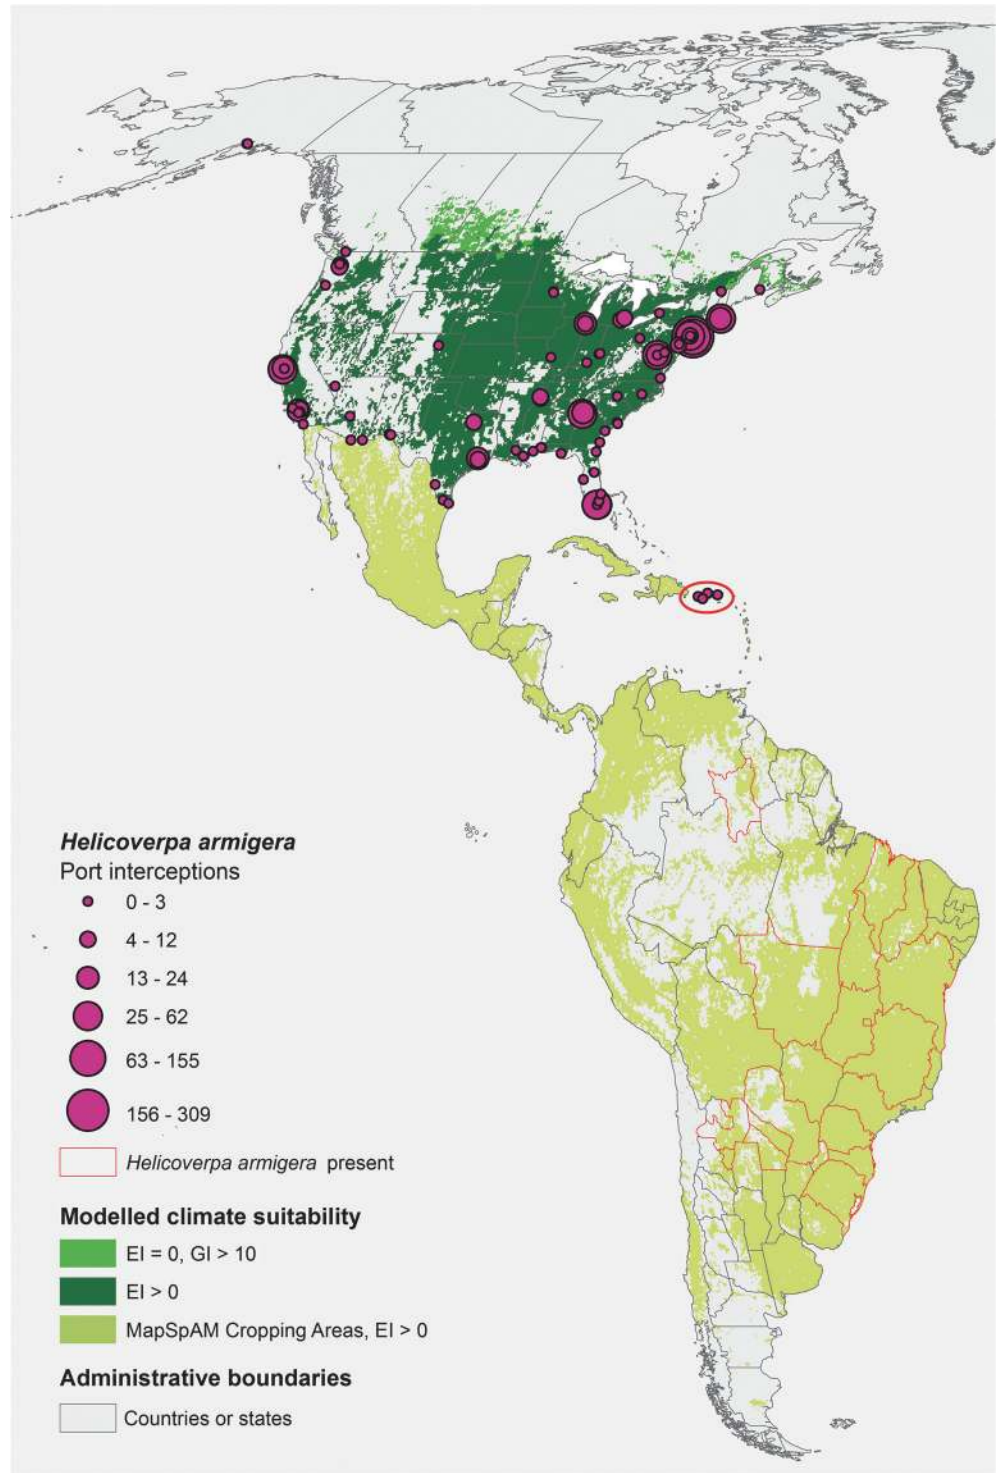 Helicoverpa armigera
Port interceptions
0 - 3
4 - 12
13 - 24
25 - 62
63 - 155
156 - 309
Helicoverpa armigera present
Modelled climate suitability
EI = 0, GI > 10
EI > 0
MapSpAM Cropping Areas, EI > 0
Administrative boundaries
Countries or states